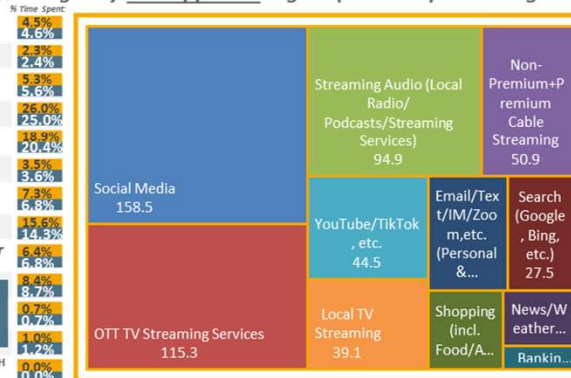 % Time Spent
4.5%
4.6%
2.3%
2.4%
5.3%
5.6%
26.0%
25.0%
18.9%
20.4%
3.5%
3.6%
7.3%
6.8%
15.6%
14.3%
6.4%
6.8%
8.4%
8.7%
0.7%
0.7%
1.0%
1.2%
0.0%
0.0%
Social Media
158.5
OTT TV Streaming Services
115.3
Streaming Audio (Local
Radio/
Podcasts/Streaming
Services)
94.9
Non-
Premium+P
remium
Cable
Streaming
50.9
YouTube/TikTok
, etc.
44.5
Email/Tex
t/IM/Zoo
m,etc.
(Personal
&...
Search
(Google
, Bing,
etc.)
27.5
Local TV
Streaming
39.1
Shopping
(incl.
Food/A...
News/W
eather...
Bankin...